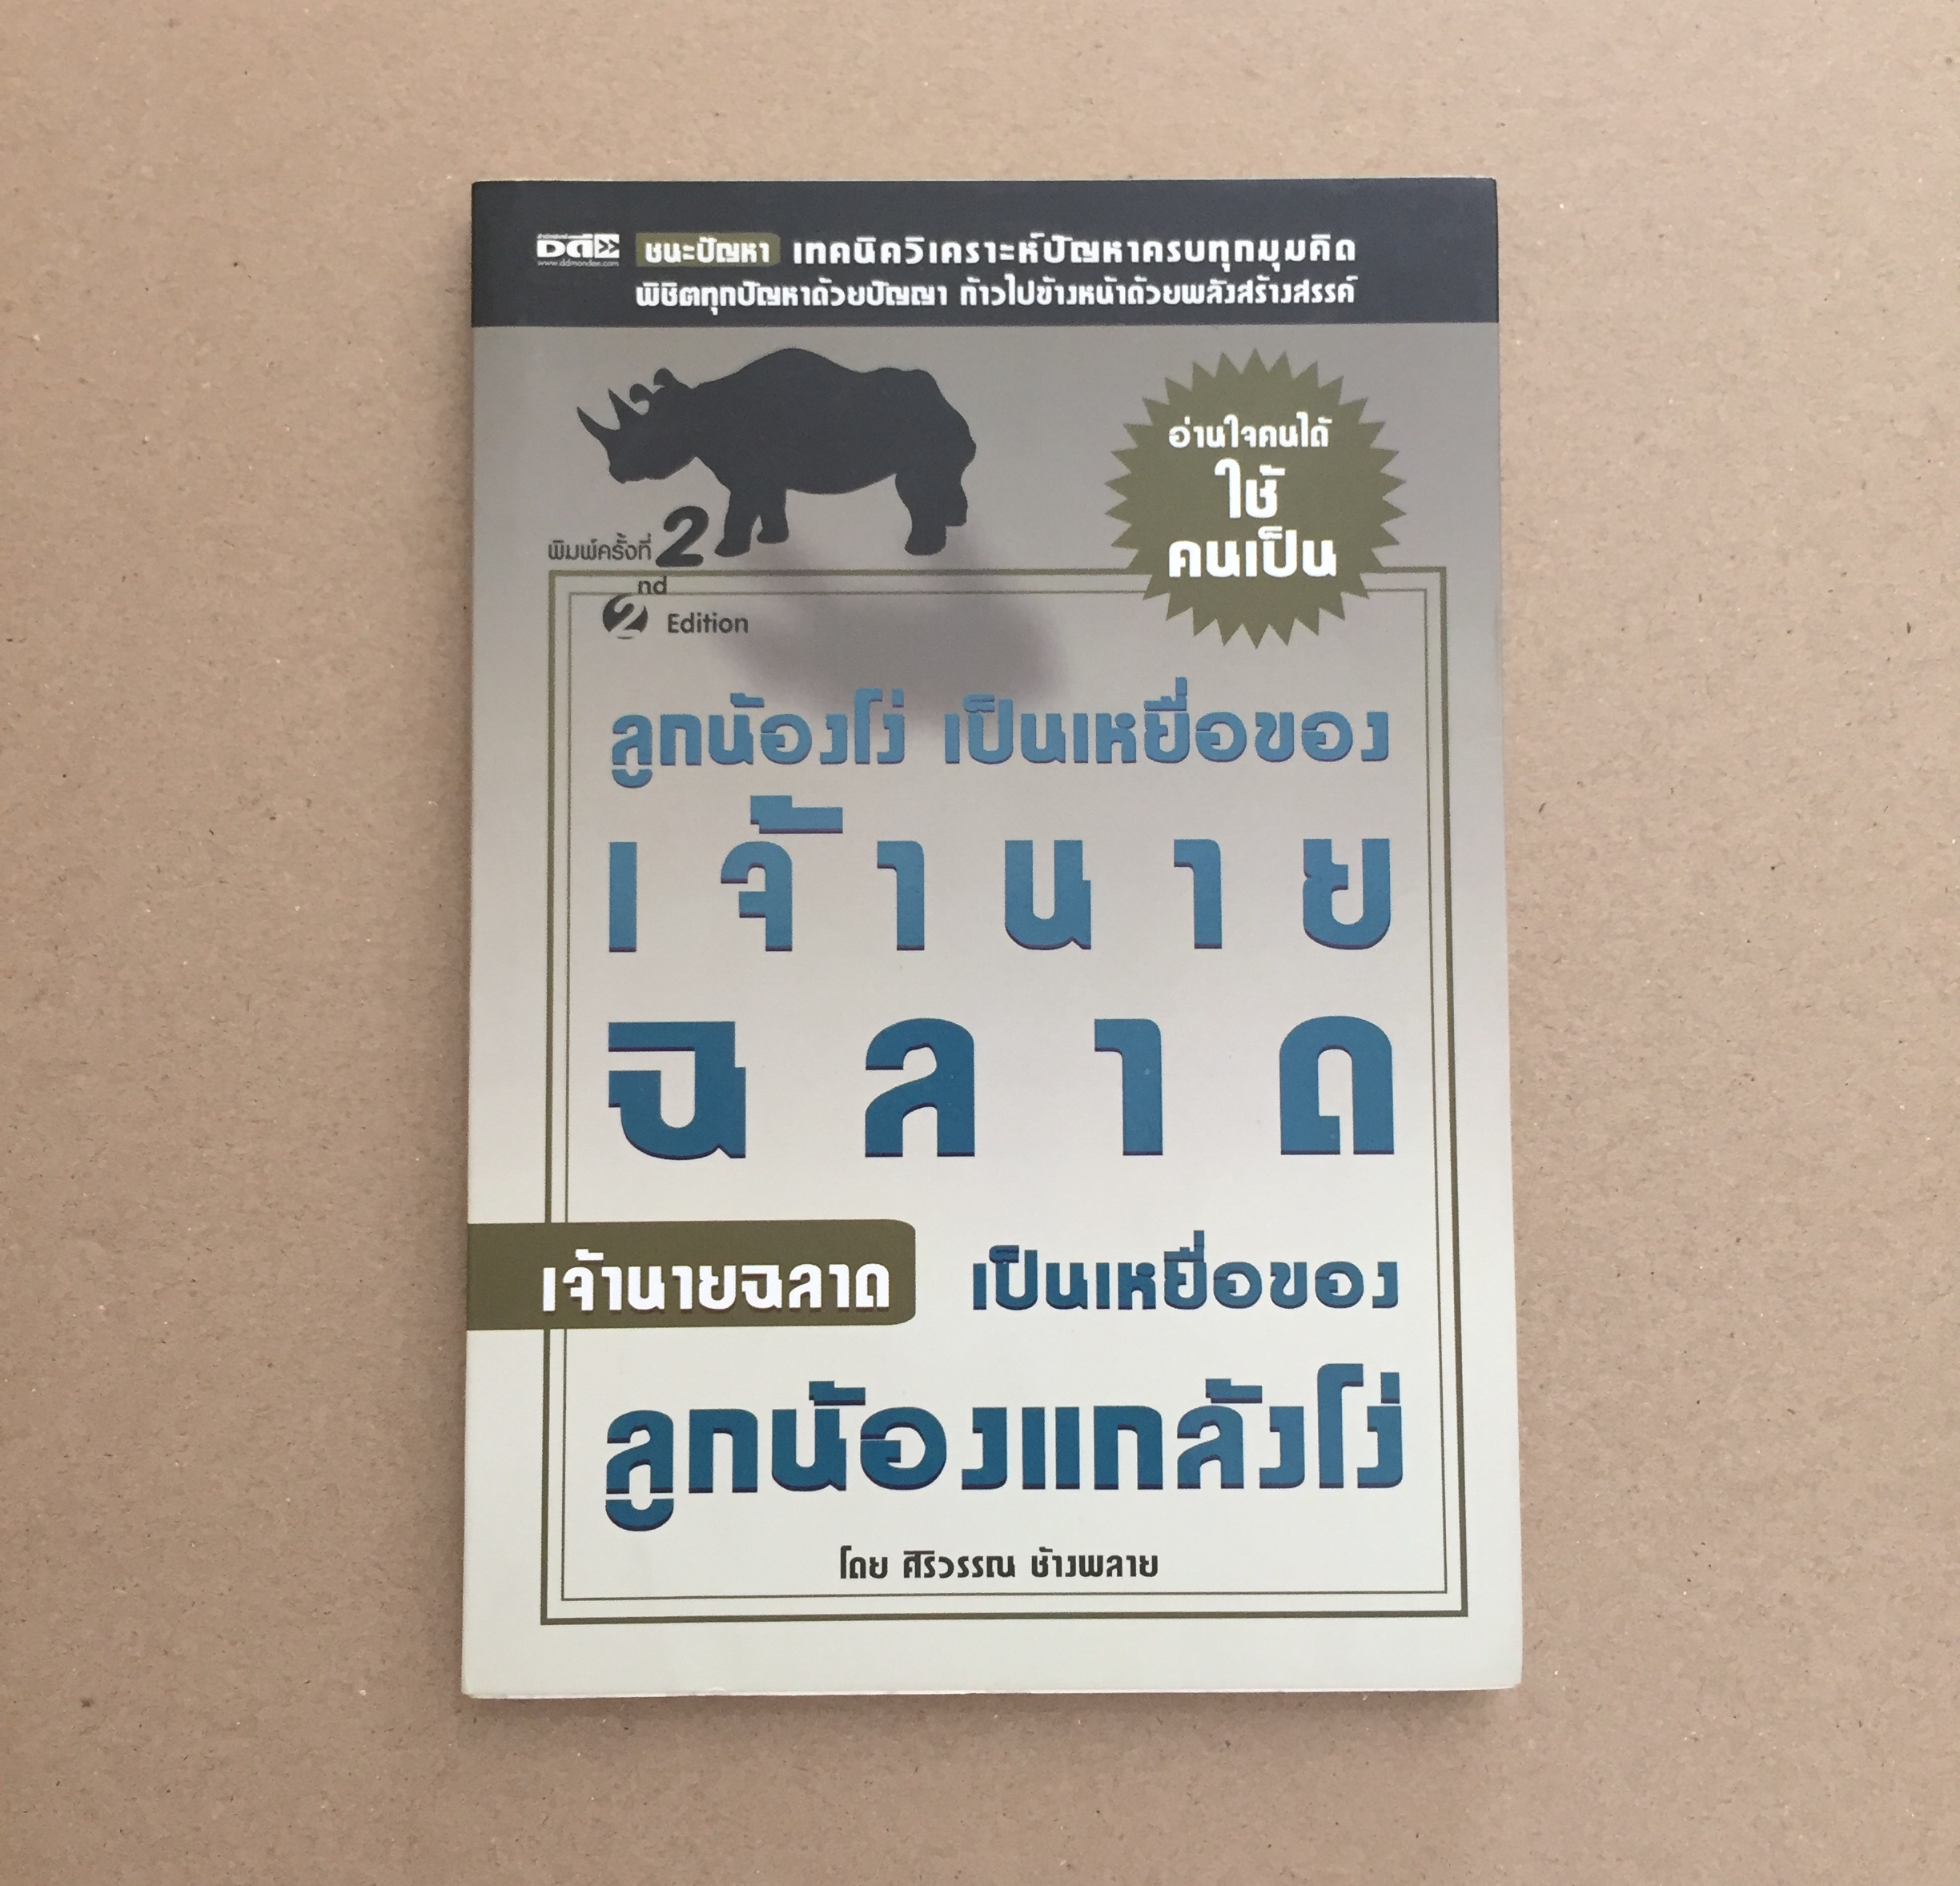 ดีดี ชนะปัญหา เทคนิควิเคราะห์ปัญหาครบทุกมุมคิด
www.ddmondee.com
พิชิตทุกปัญหาด้วยปัญญา ก้าวไปข้างหน้าด้วยพลังสร้างสรรค์
อ่านใจคนได้
ใช้
คนเป็น
พิมพ์ครั้งที่ 2
2nd Edition
ลูกน้องโง่ เป็นเหยื่อของ
เจ้านาย
ฉลาด
เจ้านายฉลาด เป็นเหยื่อของ
ลูกน้องแกล้งโง่
โดย ศิริวรรณ ช้างพลาย